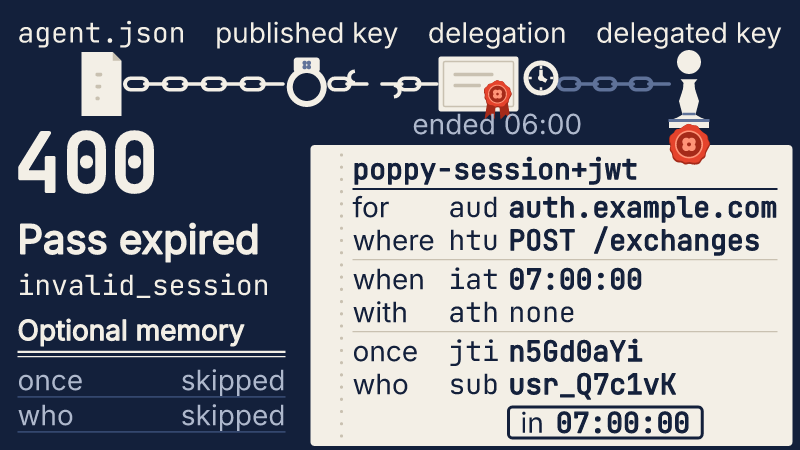 agent.json published key delegation delegated key
ended 06:00
400
Pass expired
invalid_session
Optional memory
once skipped
who skipped
poppy-session+jwt
for aud auth.example.com
where htu POST /exchanges
when iat 07:00:00
with ath none
once jti n5Gd0aYi
who sub usr_Q7c1vK
in 07:00:00